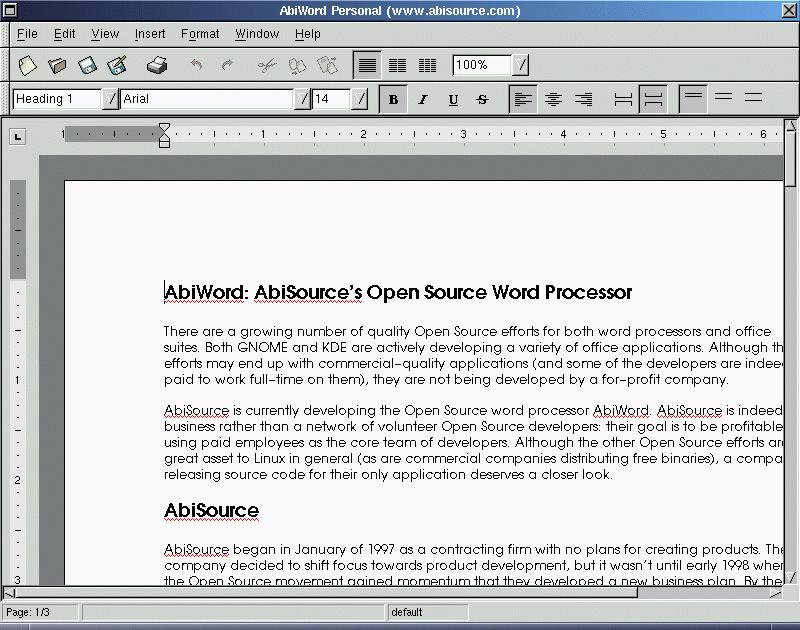 AbiWord Personal (www.abisource.com)
File Edit View Insert Format Window Help
100%
Heading 1 Arial 14 B I U S
1 1 2 3 4 5 6
AbiWord: AbiSource's Open Source Word Processor
There are a growing number of quality Open Source efforts for both word processors and office
suites. Both GNOME and KDE are actively developing a variety of office applications. Although th
efforts may end up with commercial-quality applications (and some of the developers are indee
paid to work full-time on them), they are not being developed by a for-profit company.
1
AbiSource is currently developing the Open Source word processor AbiWord. AbiSource is indeed
business rather than a network of volunteer Open Source developers: their goal is to be profitable
using paid employees as the core team of developers. Although the other Open Source efforts are
great asset to Linux in general (as are commercial companies distributing free binaries), a compa
releasing source code for their only application deserves a closer look.
2
AbiSource
AbiSource began in January of 1997 as a contracting firm with no plans for creating products. The
company decided to shift focus towards product development, but it wasn't until early 1998 when
the Open Source movement gained momentum that they developed a new business plan. By the
3
Page: 1/3 default